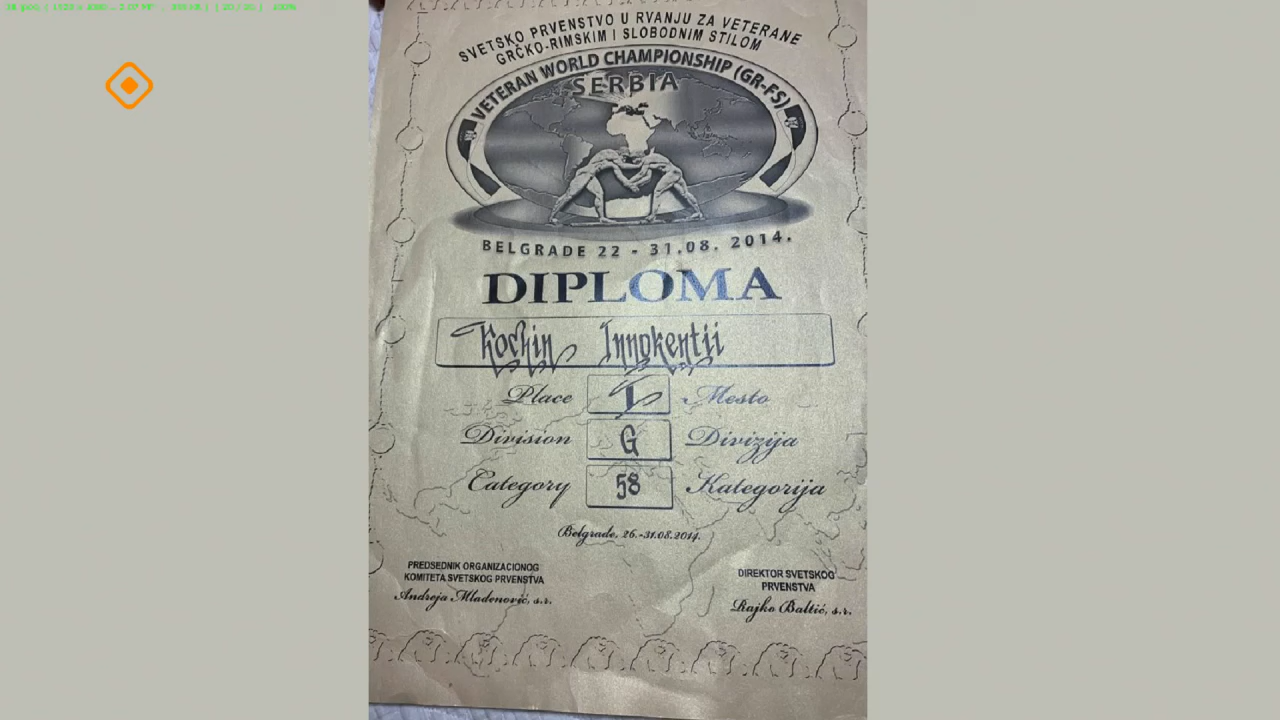 SVETSKO PRVENSTVO U RVANJU ZA VETERANE
GRČKO-RIMSKIM I SLOBODNIM STILOM
VETERAN WORLD CHAMPIONSHIP (GR-FS)
SERBIA
BELGRADE 22 - 31.08. 2014.
DIPLOMA
Kochin Innokentii
Place I Mesto
Division G Divizija
Category 58 Kategorija
Belgrade, 26.-31.08.2014.
PREDSEDNIK ORGANIZACIONOG
KOMITETA SVETSKOG PRVENSTVA
Andreja Mladenović, s.r.
DIREKTOR SVETSKOG
PRVENSTVA
Rajko Baltić, s.r.